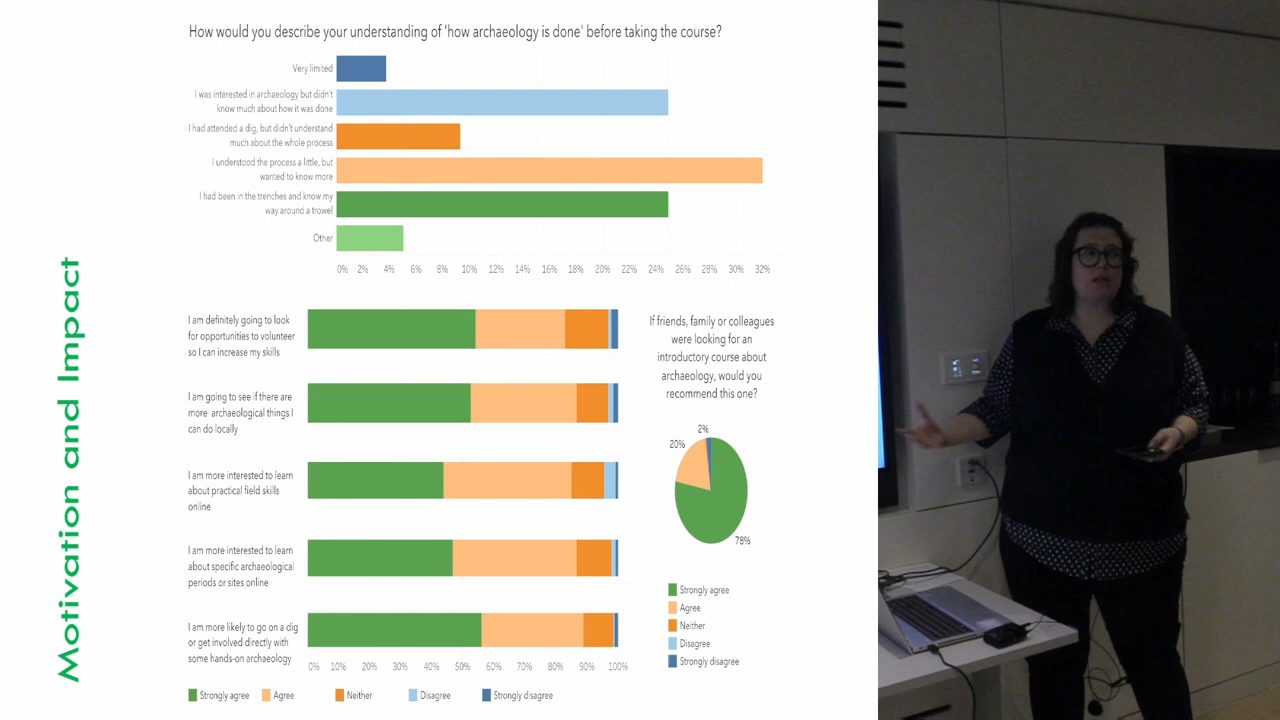 Motivation and Impact
How would you describe your understanding of 'how archaeology is done' before taking the course?
Very limited
I was interested in archaeology but didn't
know much about how it was done
I had attended a dig, but didn't understand
much about the whole process
I understood the process a little, but
wanted to know more
I had been in the trenches and know my
way around a trowel
Other
0% 2% 4% 6% 8% 10% 12% 14% 16% 18% 20% 22% 24% 26% 28% 30% 32%
I am definitely going to look
for opportunities to volunteer
so I can increase my skills
I am going to see if there are
more archaeological things I
can do locally
I am more interested to learn
about practical field skills
online
I am more interested to learn
about specific archaeological
periods or sites online
I am more likely to go on a dig
or get involved directly with
some hands-on archaeology
0% 10% 20% 30% 40% 50% 60% 70% 80% 90% 100%
Strongly agree Agree Neither Disagree Strongly disagree
If friends, family or colleagues
were looking for an
introductory course about
archaeology, would you
recommend this one?
2%
20%
78%
Strongly agree
Agree
Neither
Disagree
Strongly disagree